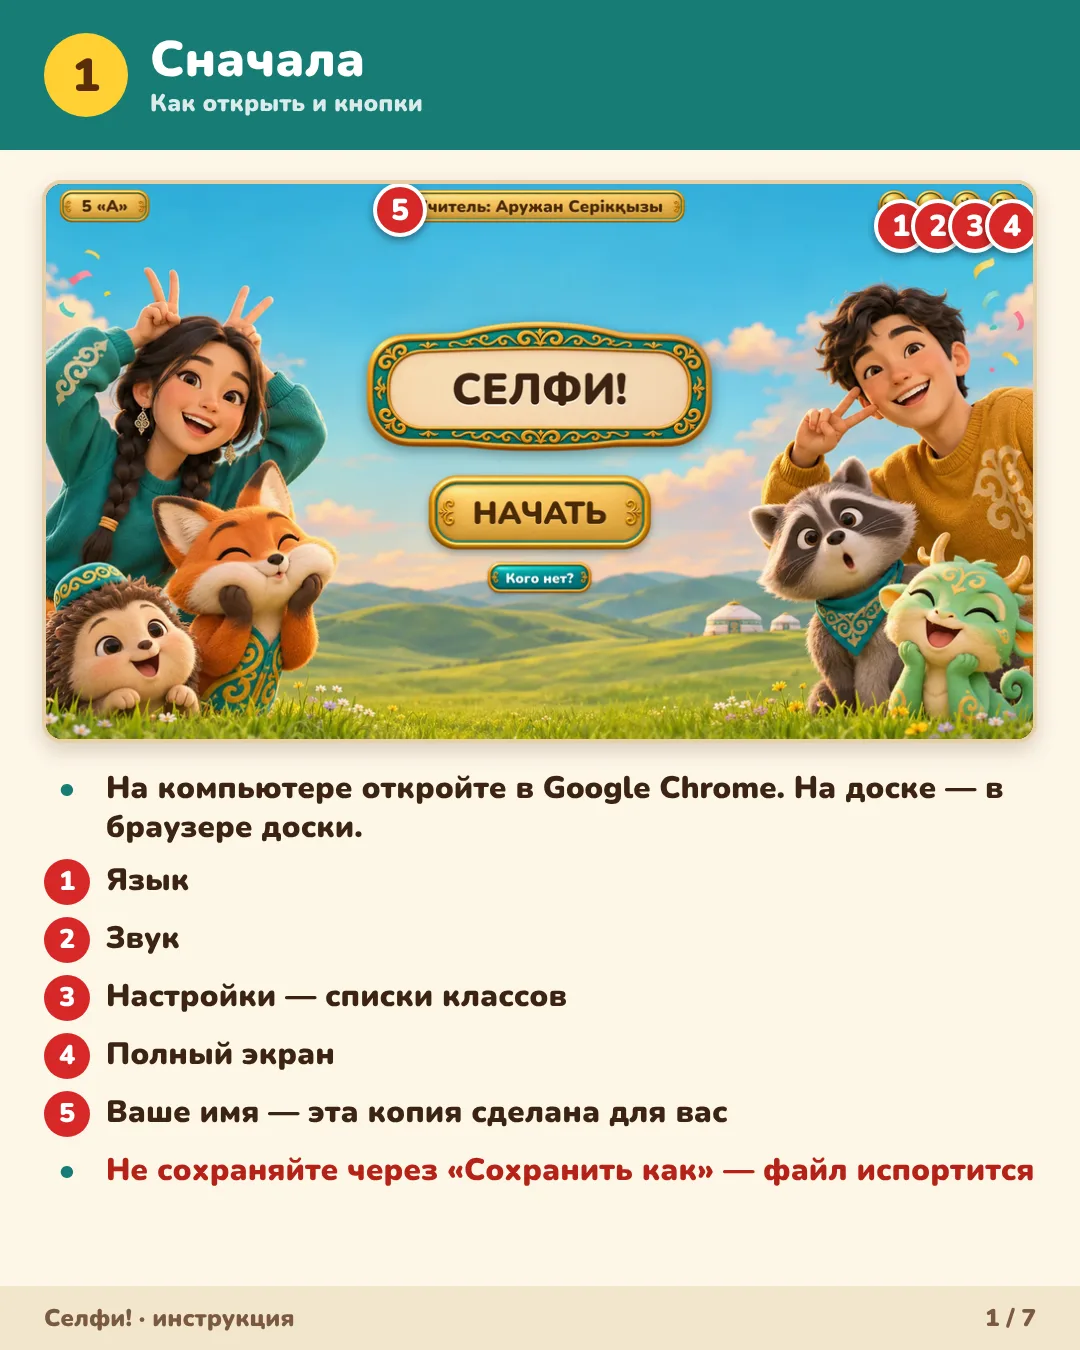 1
Сначала
Как открыть и кнопки
5 «А»
5
читель: Аружан Серікқызы
1 2 3 4
СЕЛФИ!
НАЧАТЬ
Кого нет?
• На компьютере откройте в Google Chrome. На доске — в
браузере доски.
1 Язык
2 Звук
3 Настройки — списки классов
4 Полный экран
5 Ваше имя — эта копия сделана для вас
• Не сохраняйте через «Сохранить как» — файл испортится
Селфи! · инструкция
1 / 7